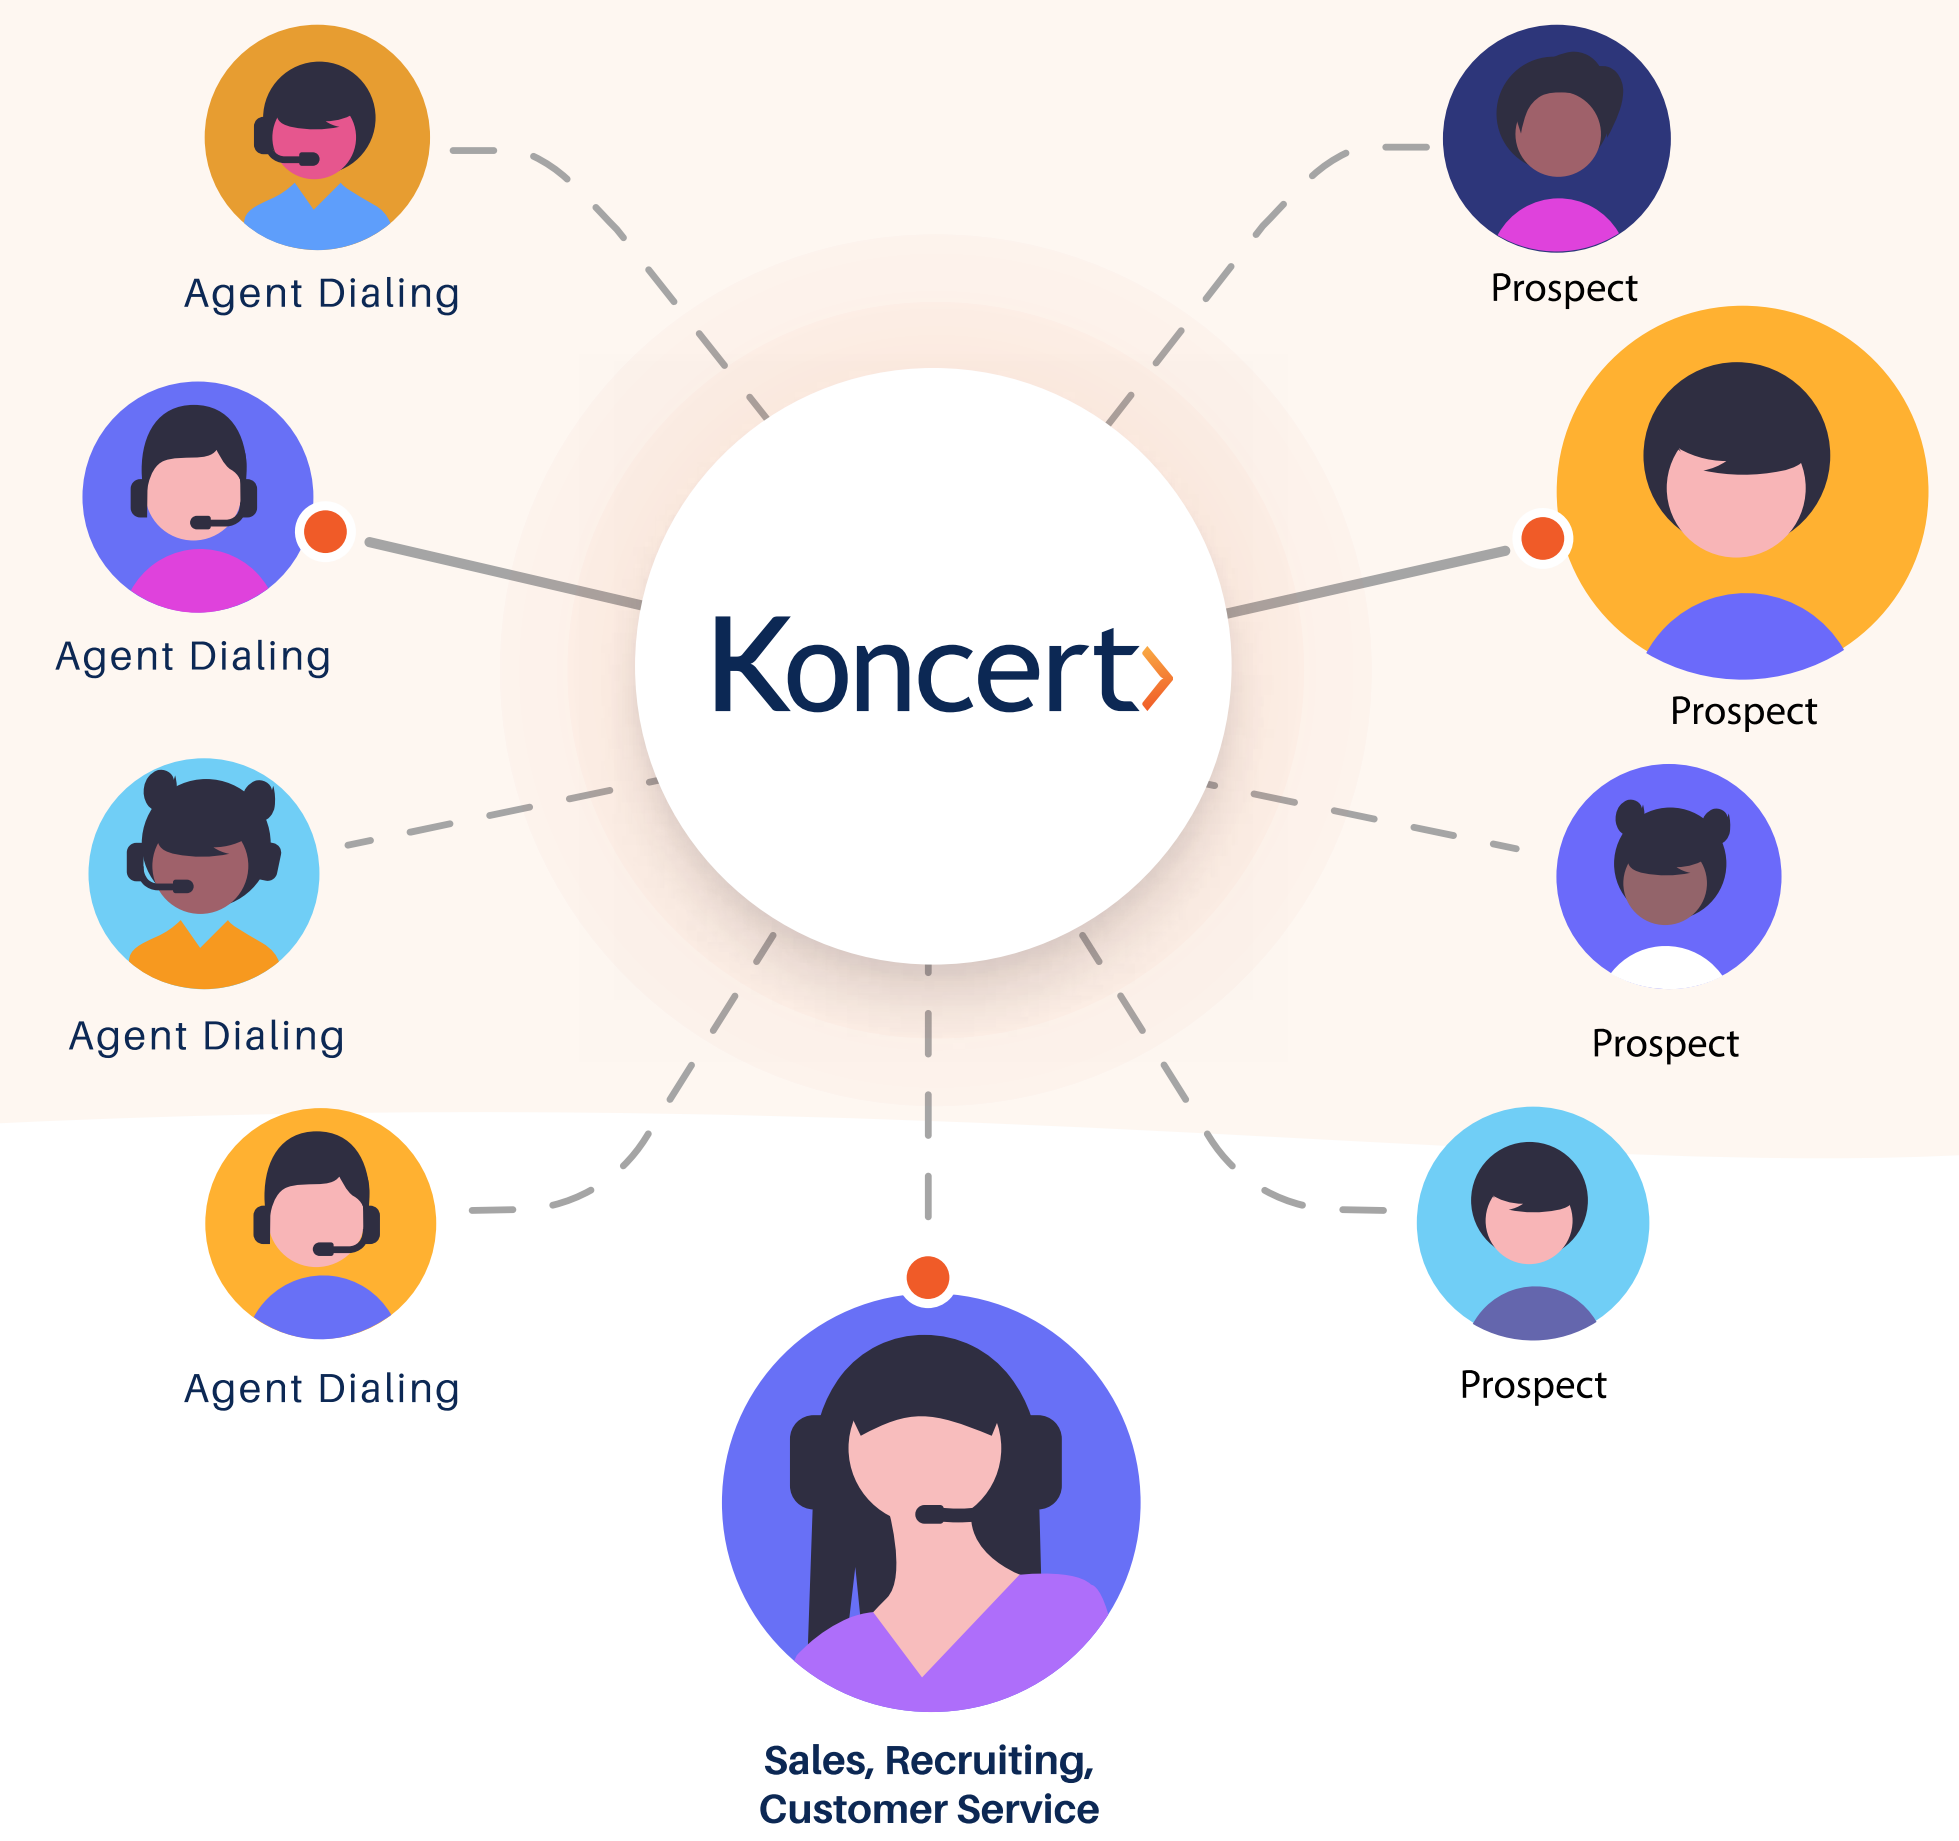 Agent Dialing
Prospect
Agent Dialing
Koncert
Prospect
Agent Dialing
Prospect
Agent Dialing
Prospect
Sales, Recruiting,
Customer Service